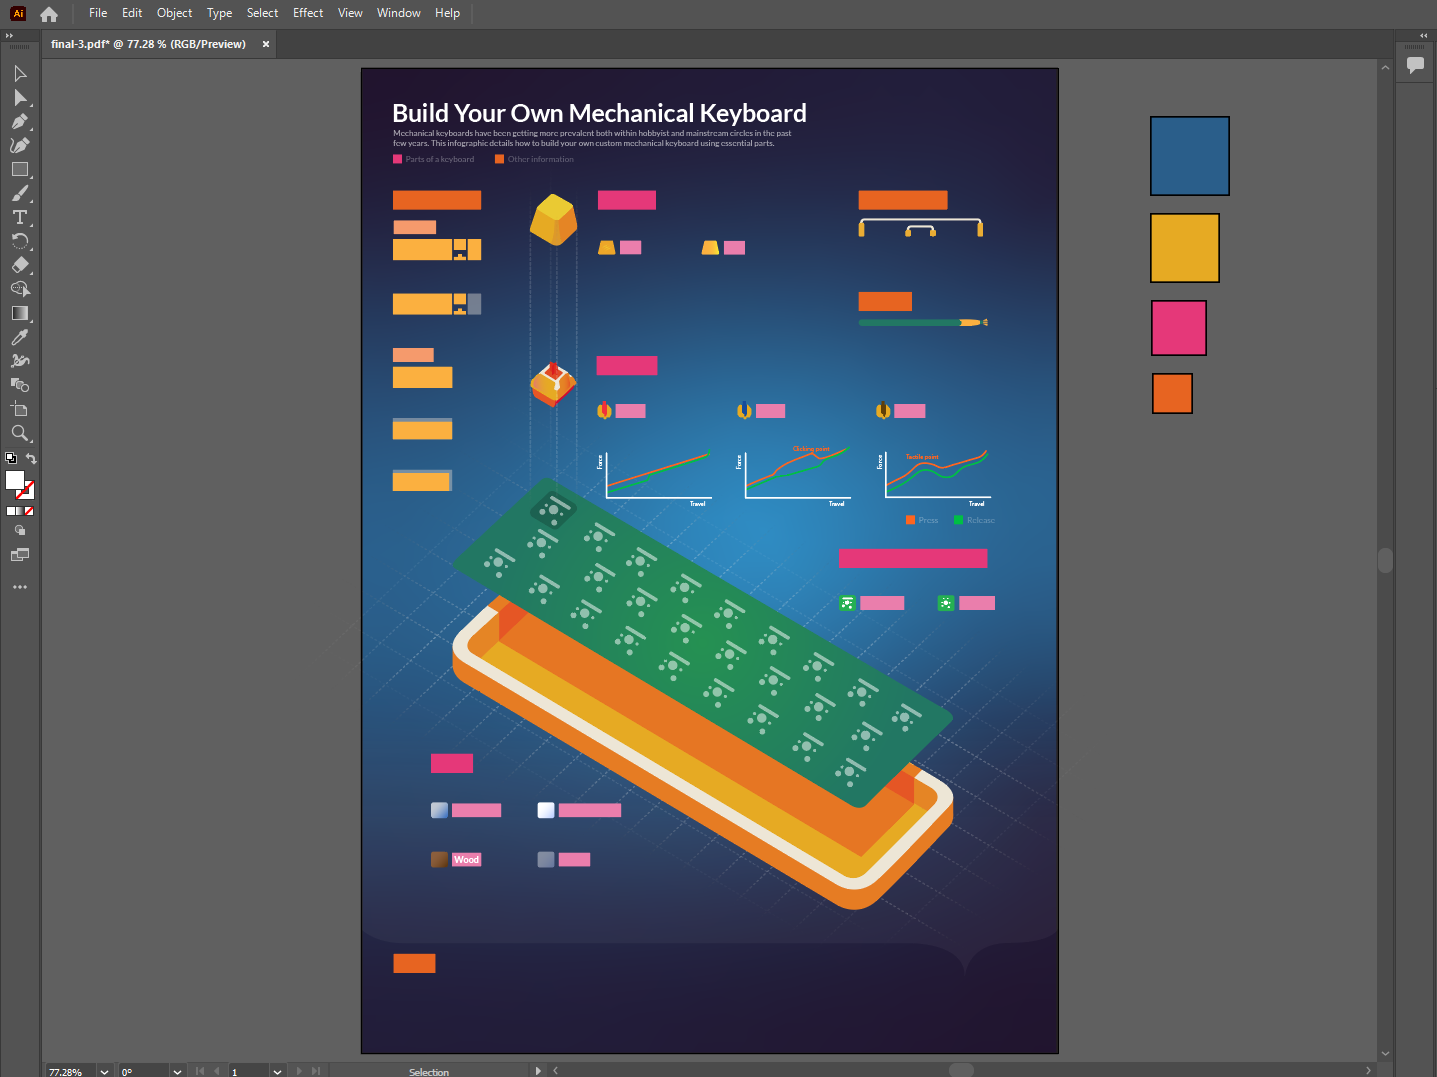 Ai
File Edit Object Type Select Effect View Window Help
final-3.pdf* @ 77.28 % (RGB/Preview) ×
Build Your Own Mechanical Keyboard
Mechanical keyboards have been getting more prevalent both within hobbyist and mainstream circles in the past
few years. This infographic details how to build your own custom mechanical keyboard using essential parts.
Parts of a keyboard Other information
Force
Travel
Force
Clicking point
Travel
Force
Tactile point
Travel
Press Release
Wood
77.28% 0° 1 Selection